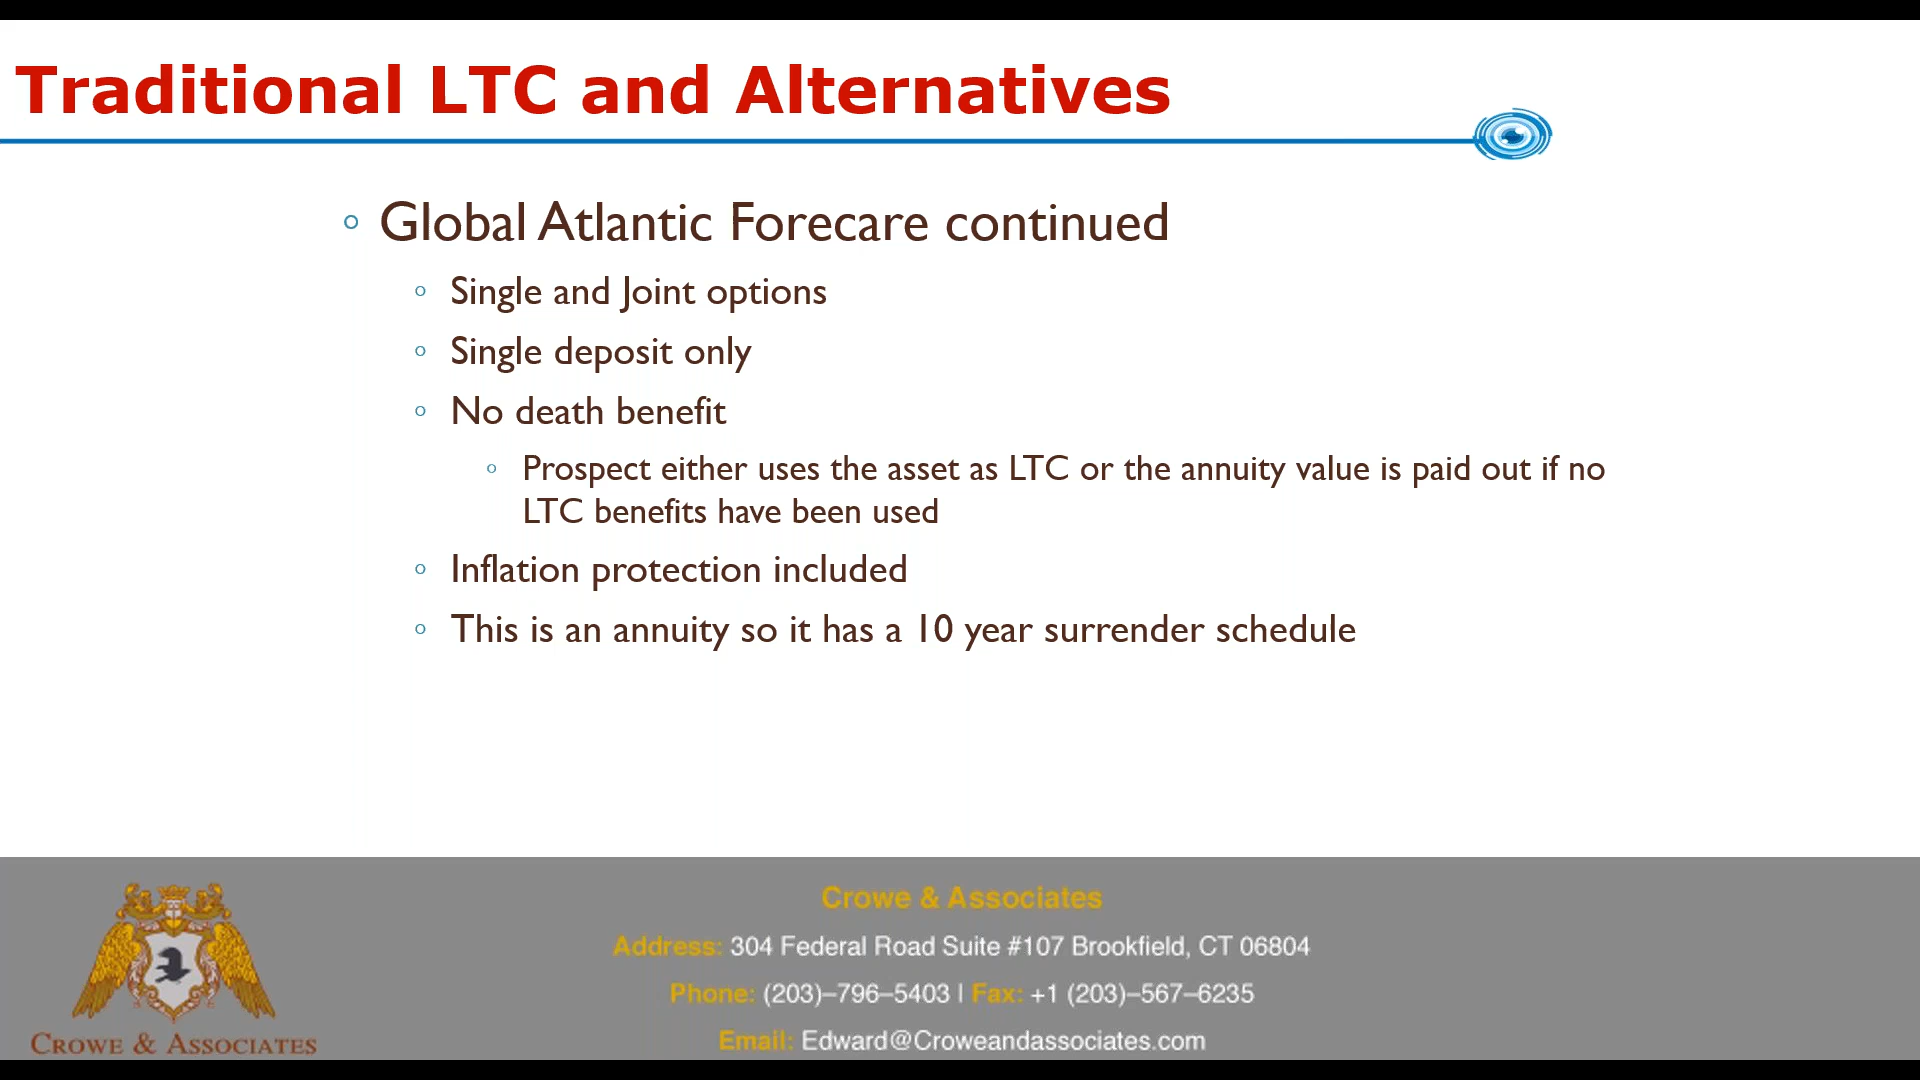 Traditional LTC and Alternatives
Global Atlantic Forecare continued
Single and Joint options
Single deposit only
No death benefit
Prospect either uses the asset as LTC or the annuity value is paid out if no
LTC benefits have been used
Inflation protection included
This is an annuity so it has a 10 year surrender schedule
Crowe & Associates
Address: 304 Federal Road Suite #107 Brookfield, CT 06804
Phone: (203)–796–5403 | Fax: +1 (203)–567–6235
Email: Edward@Croweandassociates.com
CROWE & ASSOCIATES